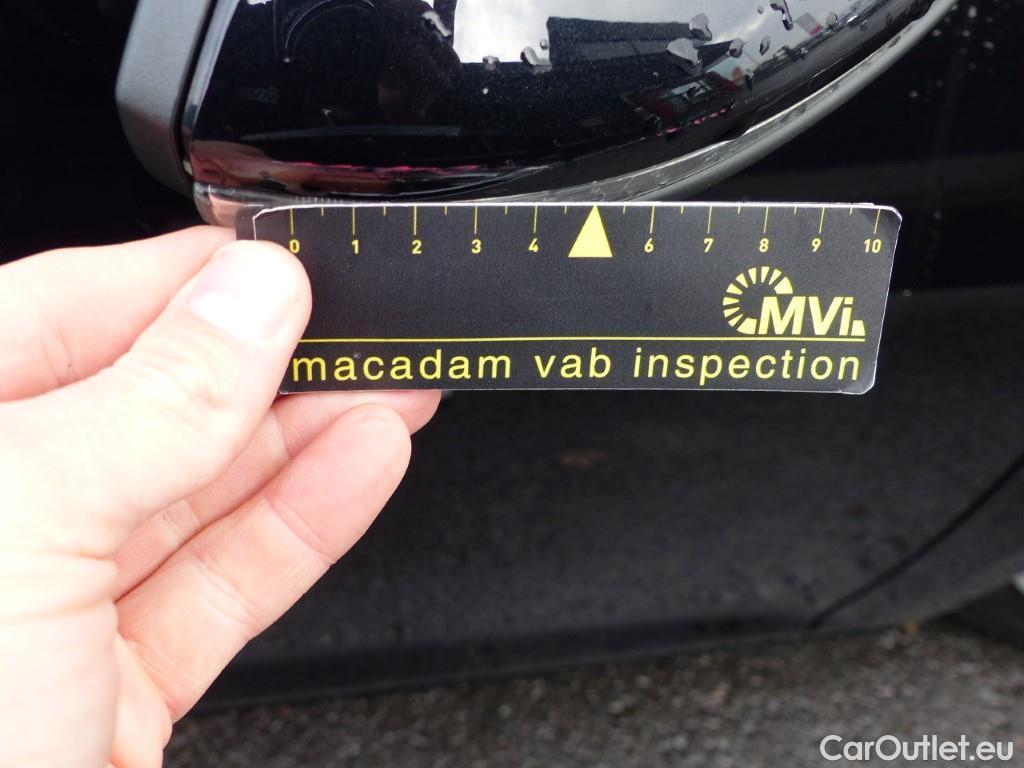 0 1 2 3 4 6 7 8 9 10
MVi
macadam vab inspection
CarOutlet.eu